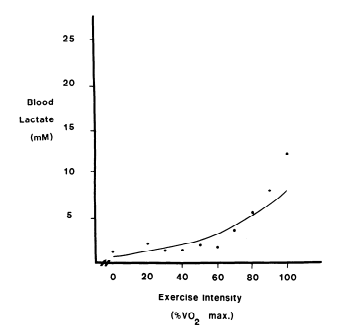 25
20
Blood
Lactate
(mM)
15
10
5
0 20 40 60 80 100
Exercise Intensity
(%VO2 max.)